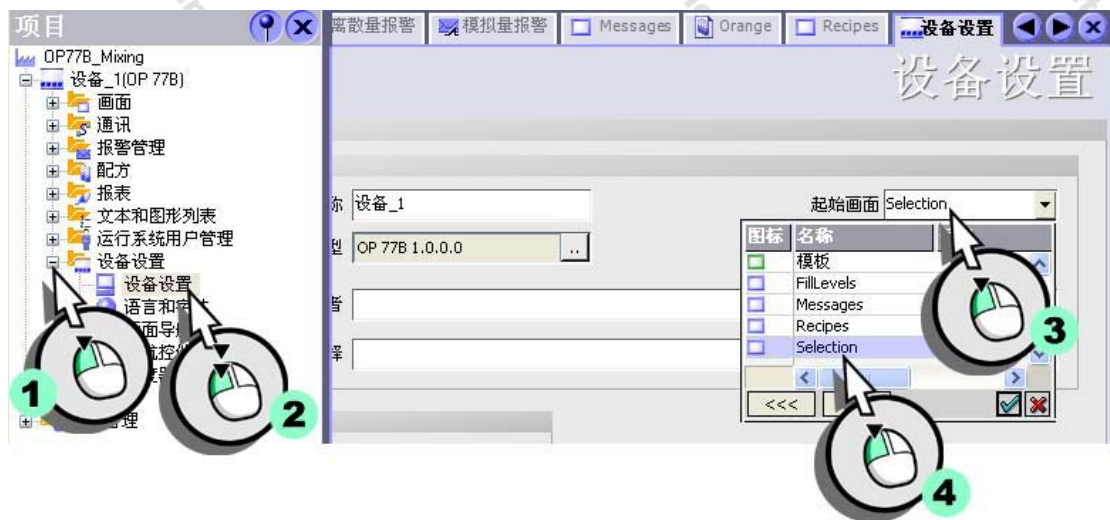 项目
OP77B_Mixing
设备_1(OP 77B)
画面
通讯
报警管理
配方
报表
文本和图形列表
运行系统用户管理
设备设置
设备设置
语言和
1
2
离散量报警
模拟量报警
Messages
Orange
Recipes
设备设置
设备设置
设备_1
起始画面
Selection
OP 77B 1.0.0.0
..
图标
名称
模板
FillLevels
Messages
Recipes
Selection
<<<
3
4